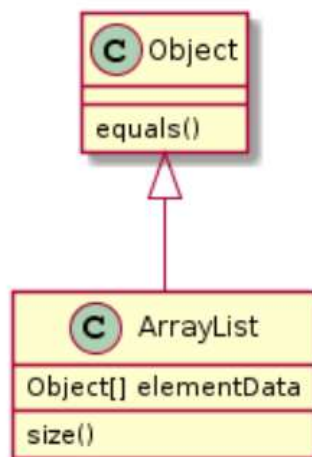 C Object
equals()
C ArrayList
Object[] elementData
size()